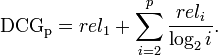 DCG_p = rel_1 + \sum_{i=2}^{p} \frac{rel_i}{\log_2 i}.